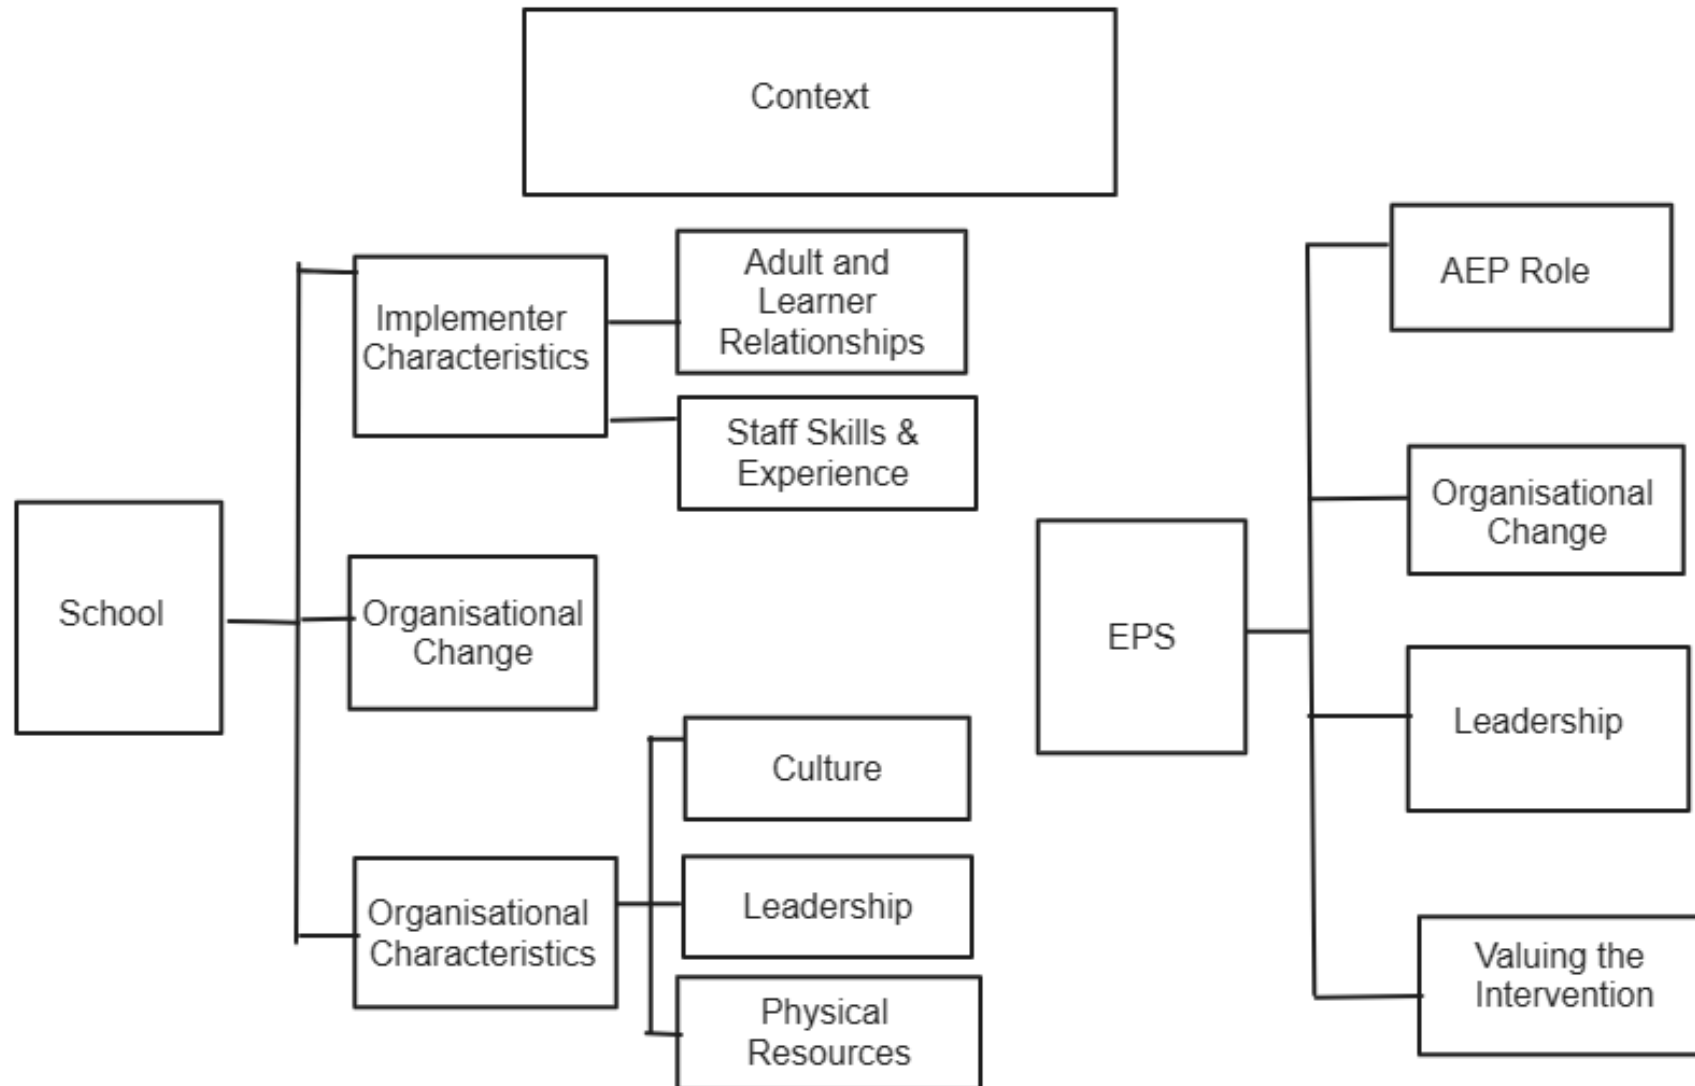 Context
Adult and
Learner
Relationships
Implementer
Characteristics
Staff Skills &
Experience
School
Organisational
Change
Culture
Organisational
Characteristics
Leadership
Physical
Resources
AEP Role
Organisational
Change
EPS
Leadership
Valuing the
Intervention